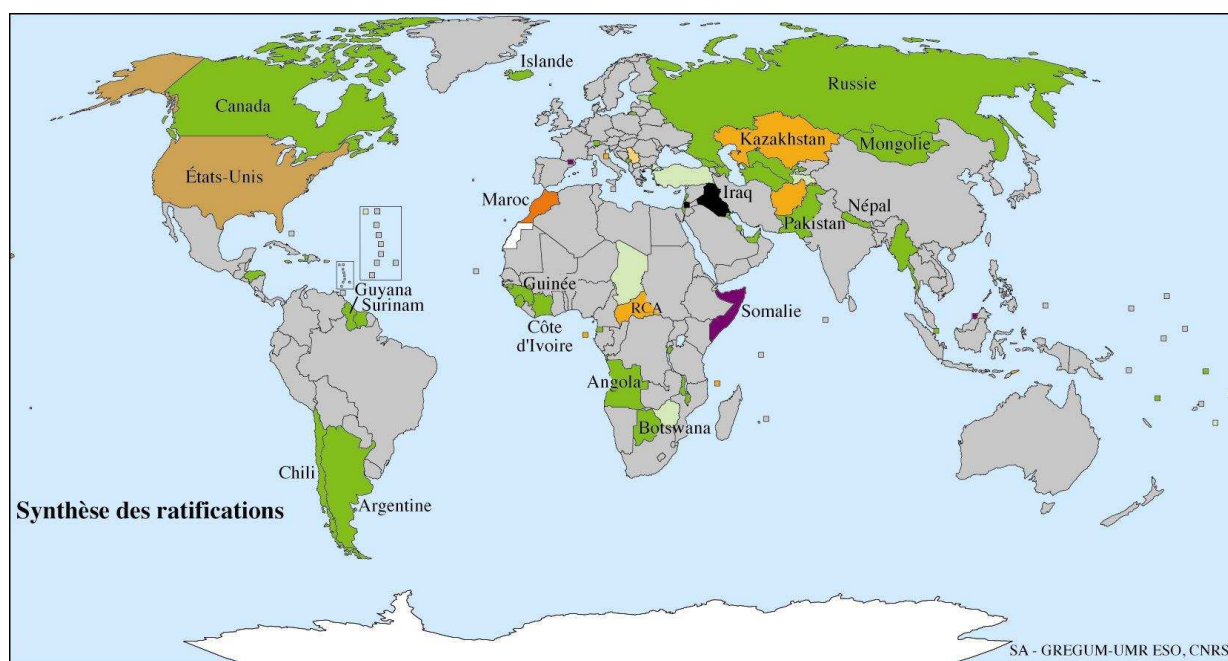 Islande
Russie
Canada
Kazakhstan
Mongolie
États-Unis
Maroc
Iraq
Népal
Pakistan
Guinée
Guyana
Surinam
RCA
Somalie
Côte
d'Ivoire
Angola
Botswana
Chili
Argentine
Synthèse des ratifications
SA - GREGUM-UMR ESO, CNRS